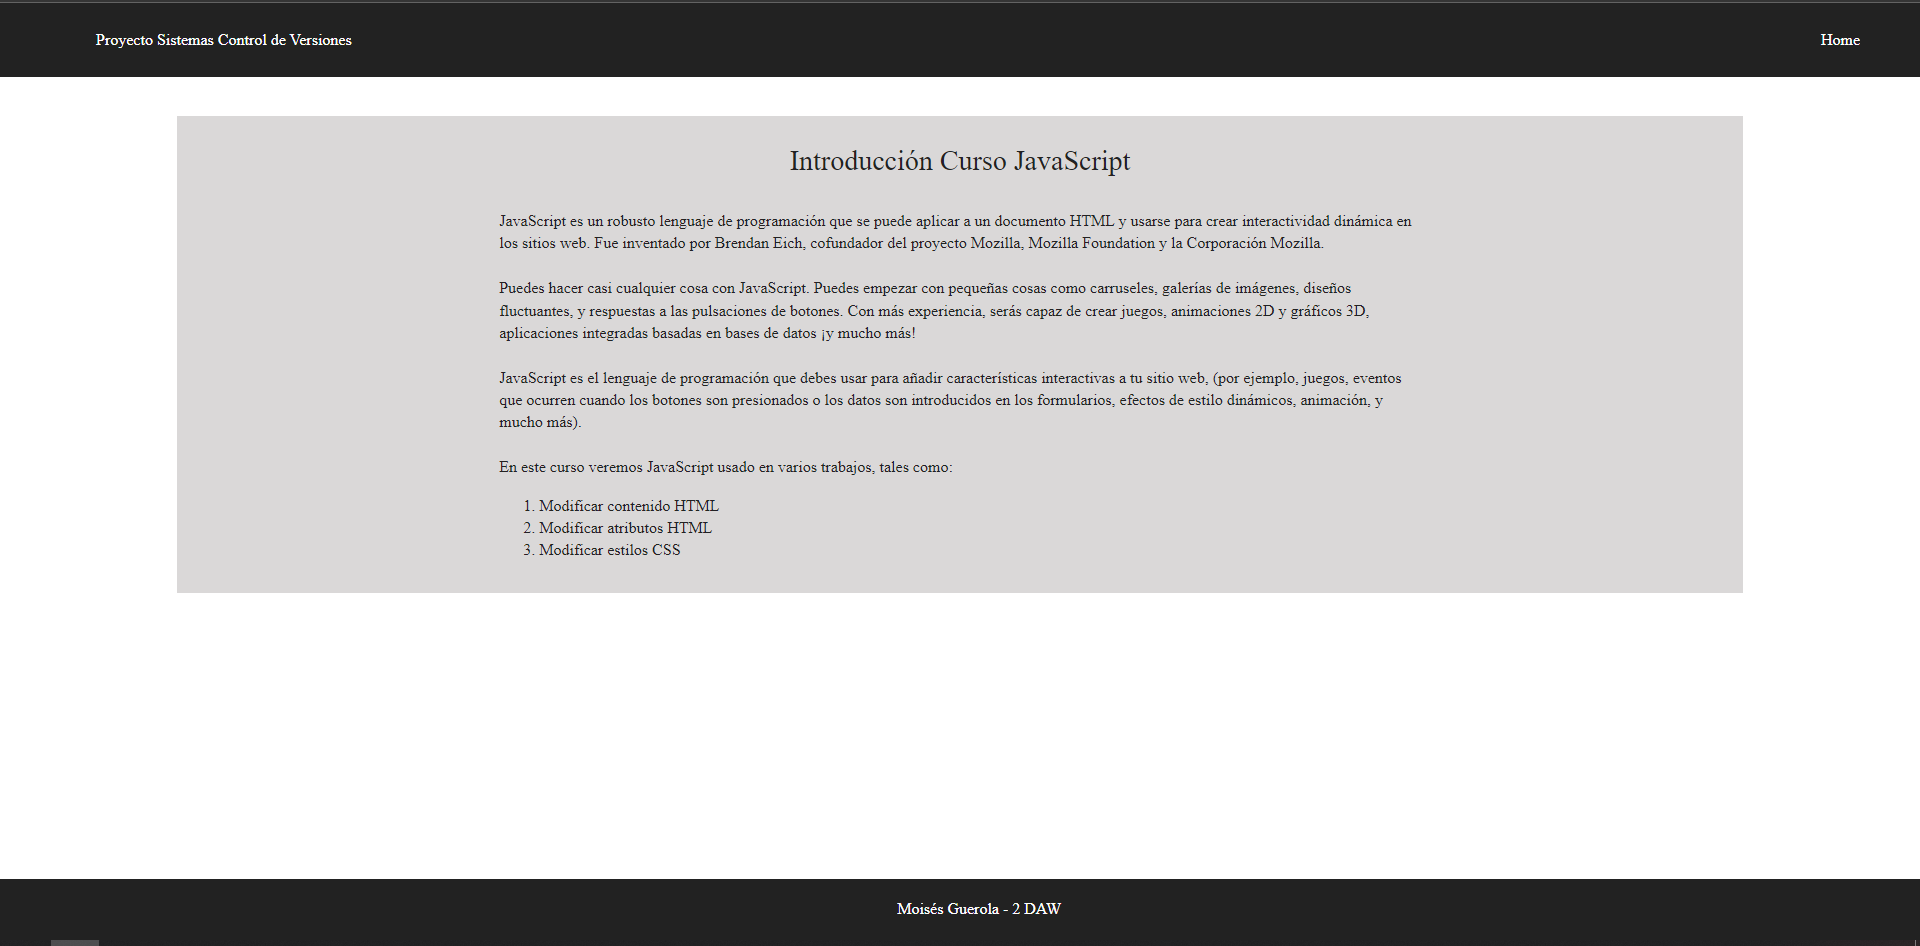 Proyecto Sistemas Control de Versiones
Home
Introducción Curso JavaScript
JavaScript es un robusto lenguaje de programación que se puede aplicar a un documento HTML y usarse para crear interactividad dinámica en
los sitios web. Fue inventado por Brendan Eich, cofundador del proyecto Mozilla, Mozilla Foundation y la Corporación Mozilla.
Puedes hacer casi cualquier cosa con JavaScript. Puedes empezar con pequeñas cosas como carruseles, galerías de imágenes, diseños
fluctuantes, y respuestas a las pulsaciones de botones. Con más experiencia, serás capaz de crear juegos, animaciones 2D y gráficos 3D,
aplicaciones integradas basadas en bases de datos ¡y mucho más!
JavaScript es el lenguaje de programación que debes usar para añadir características interactivas a tu sitio web, (por ejemplo, juegos, eventos
que ocurren cuando los botones son presionados o los datos son introducidos en los formularios, efectos de estilo dinámicos, animación, y
mucho más).
En este curso veremos JavaScript usado en varios trabajos, tales como:
1. Modificar contenido HTML
2. Modificar atributos HTML
3. Modificar estilos CSS
Moisés Guerola - 2 DAW